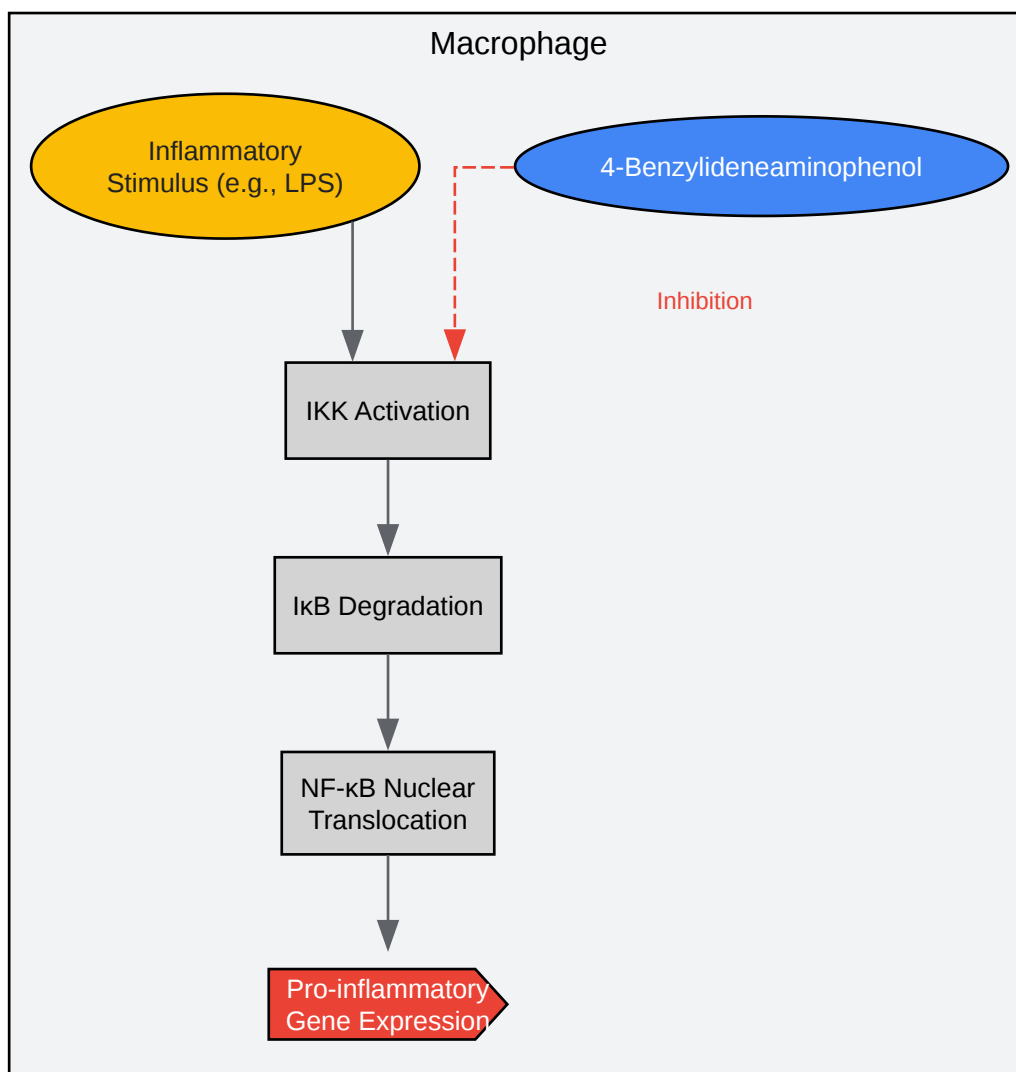 Macrophage
Inflammatory
Stimulus (e.g., LPS)
4-Benzylideneaminophenol
Inhibition
IKK Activation
IκB Degradation
NF-κB Nuclear
Translocation
Pro-inflammatory
Gene Expression